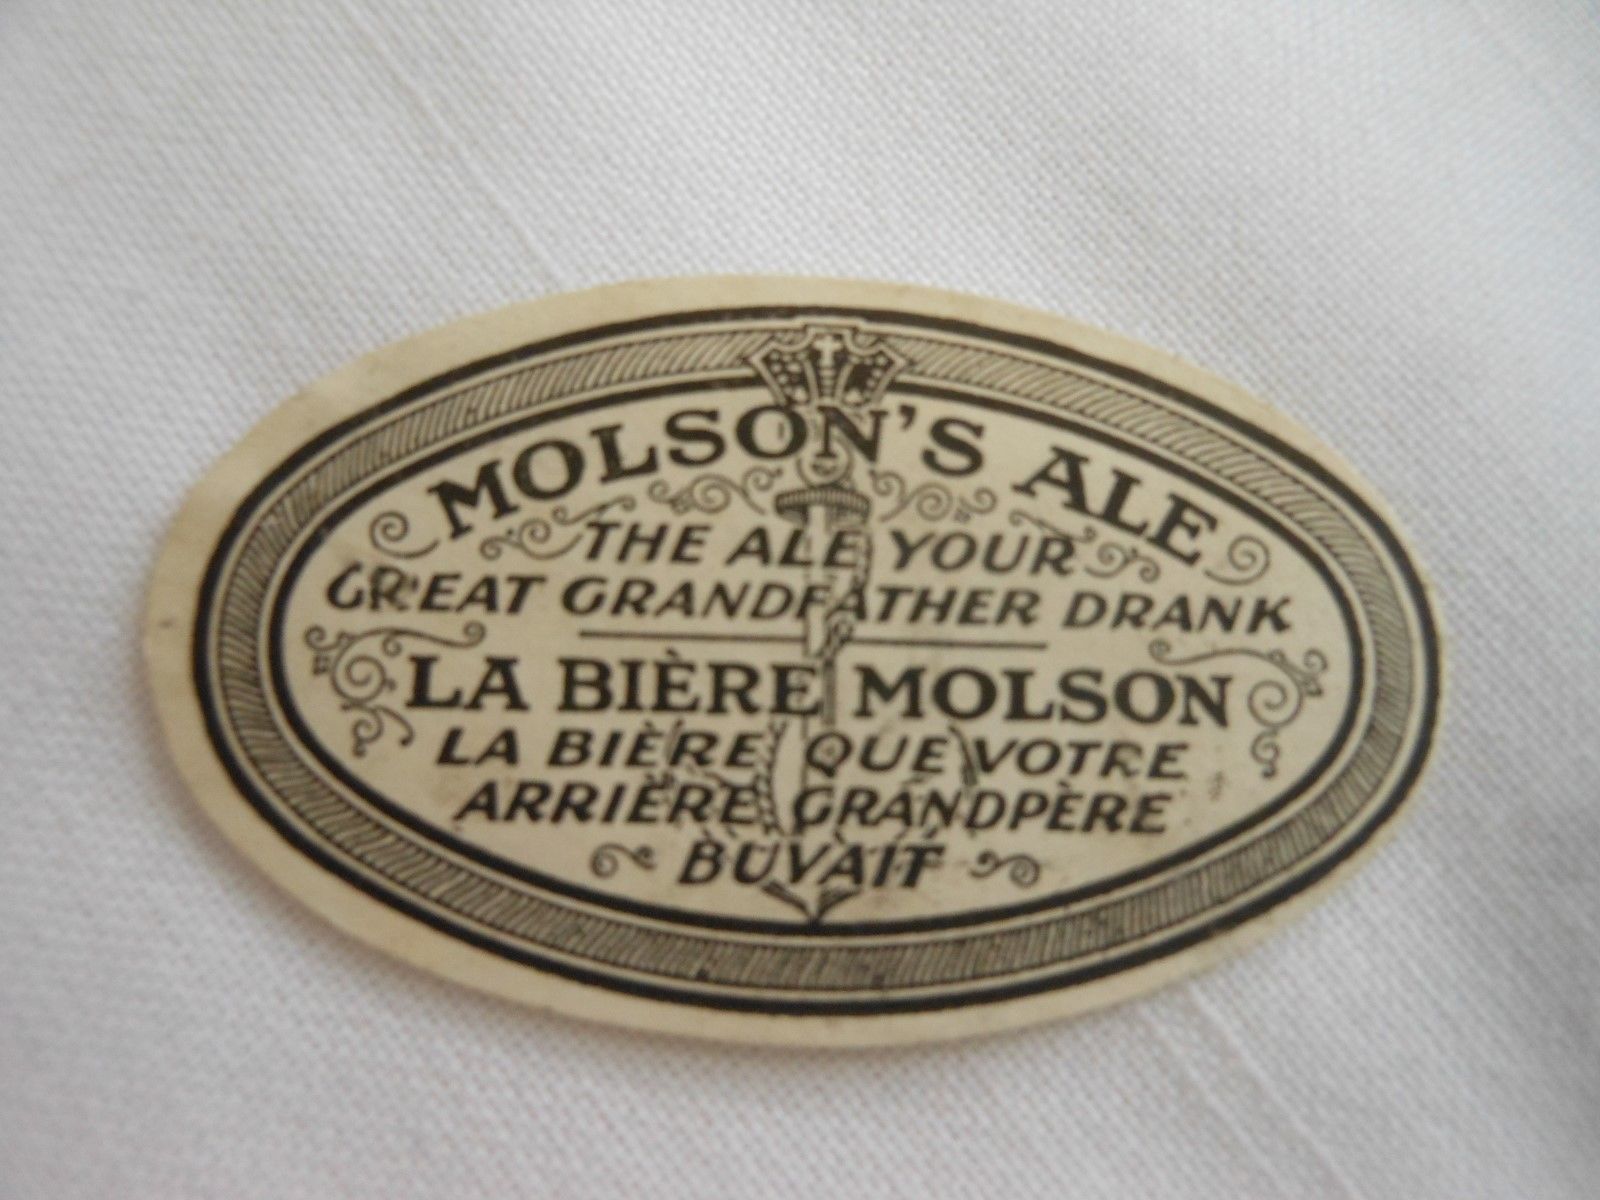 MOLSON'S ALE
THE ALE YOUR
GREAT GRANDFATHER DRANK
LA BIÈRE MOLSON
LA BIÈRE QUE VOTRE
ARRIÈRE GRANDPÈRE
BUVAIT